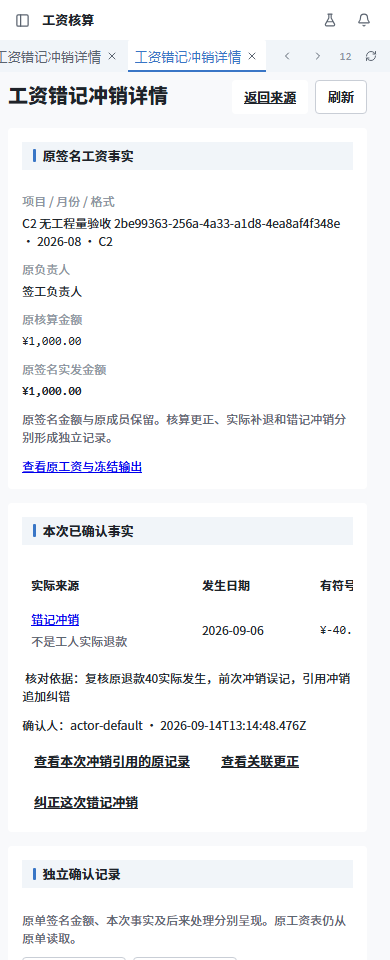 工资核算
工资错记冲销详情
工资错记冲销详情
12
工资错记冲销详情
返回来源
刷新
原签名工资事实
项目 / 月份 / 格式
C2 无工程量验收 2be99363-256a-4a33-a1d8-4ea8af4f348e
· 2026-08 · C2
原负责人
签工负责人
原核算金额
¥1,000.00
原签名实发金额
¥1,000.00
原签名金额与原成员保留。核算更正、实际补退和错记冲销分
别形成独立记录。
查看原工资与冻结输出
本次已确认事实
实际来源 发生日期 有符号
错记冲销
不是工人实际退款
2026-09-06 ¥-40.
核对依据：复核原退款40实际发生，前次冲销误记，引用冲销
追加纠错
确认人：actor-default · 2026-09-14T13:14:48.476Z
查看本次冲销引用的原记录 查看关联更正
纠正这次错记冲销
独立确认记录
原单签名金额、本次事实及后来处理分别呈现。原工资表仍从
原单读取。